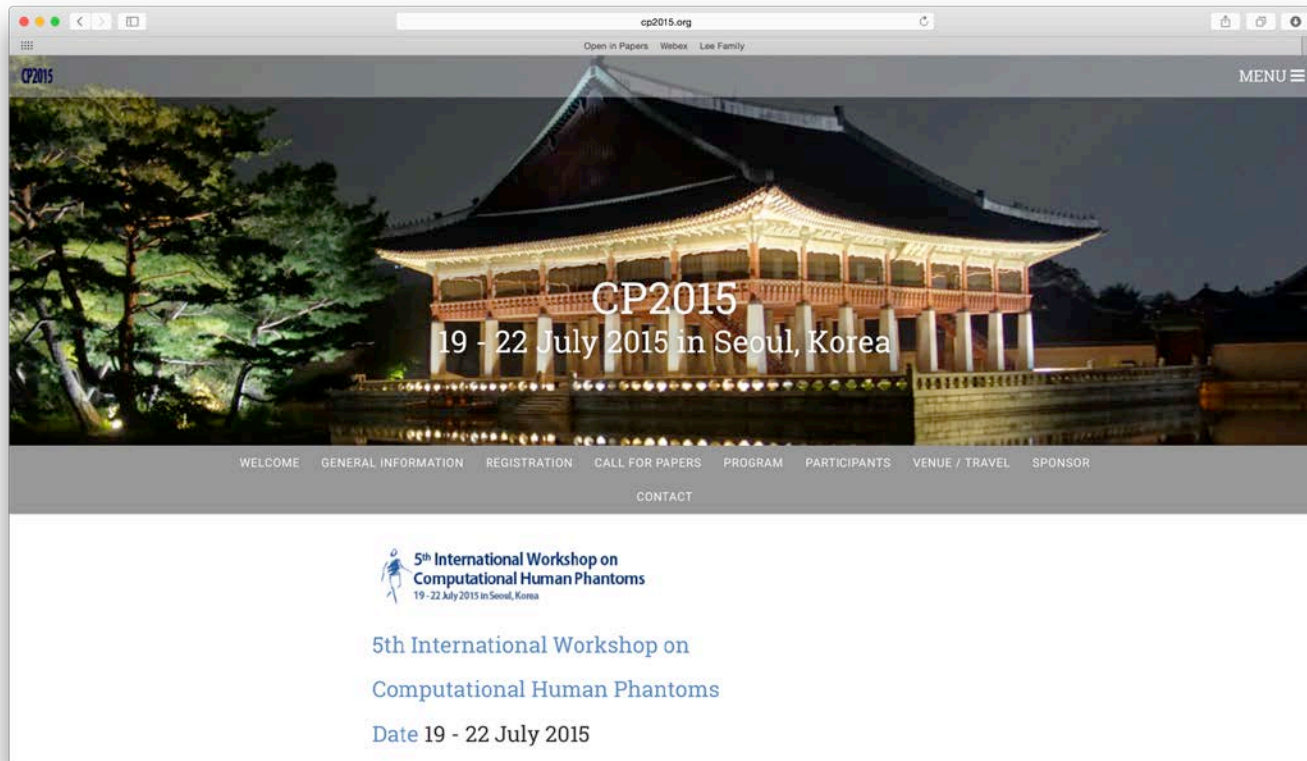 cp2015.org
Open in Papers Webex Lee Family
CP2015
MENU
CP2015
19 - 22 July 2015 in Seoul, Korea
WELCOME GENERAL INFORMATION REGISTRATION CALL FOR PAPERS PROGRAM PARTICIPANTS VENUE / TRAVEL SPONSOR
CONTACT
5th International Workshop on
Computational Human Phantoms
19 - 22 July 2015 in Seoul, Korea
5th International Workshop on
Computational Human Phantoms
Date 19 - 22 July 2015